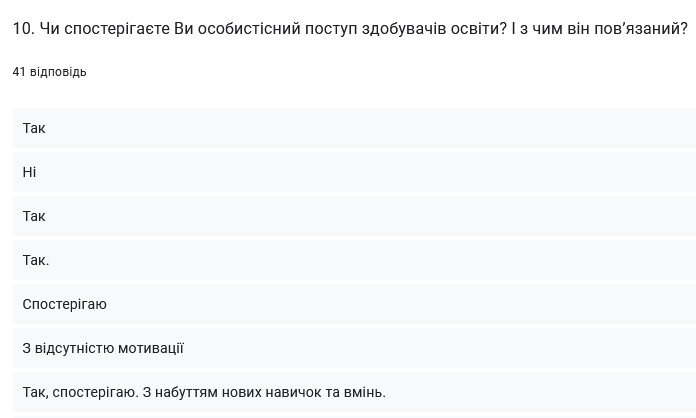 10. Чи спостерігаєте Ви особистісний поступ здобувачів освіти? І з чим він пов’язаний?
41 відповідь
Так
Ні
Так
Так.
Спостерігаю
З відсутністю мотивації
Так, спостерігаю. З набуттям нових навичок та вмінь.